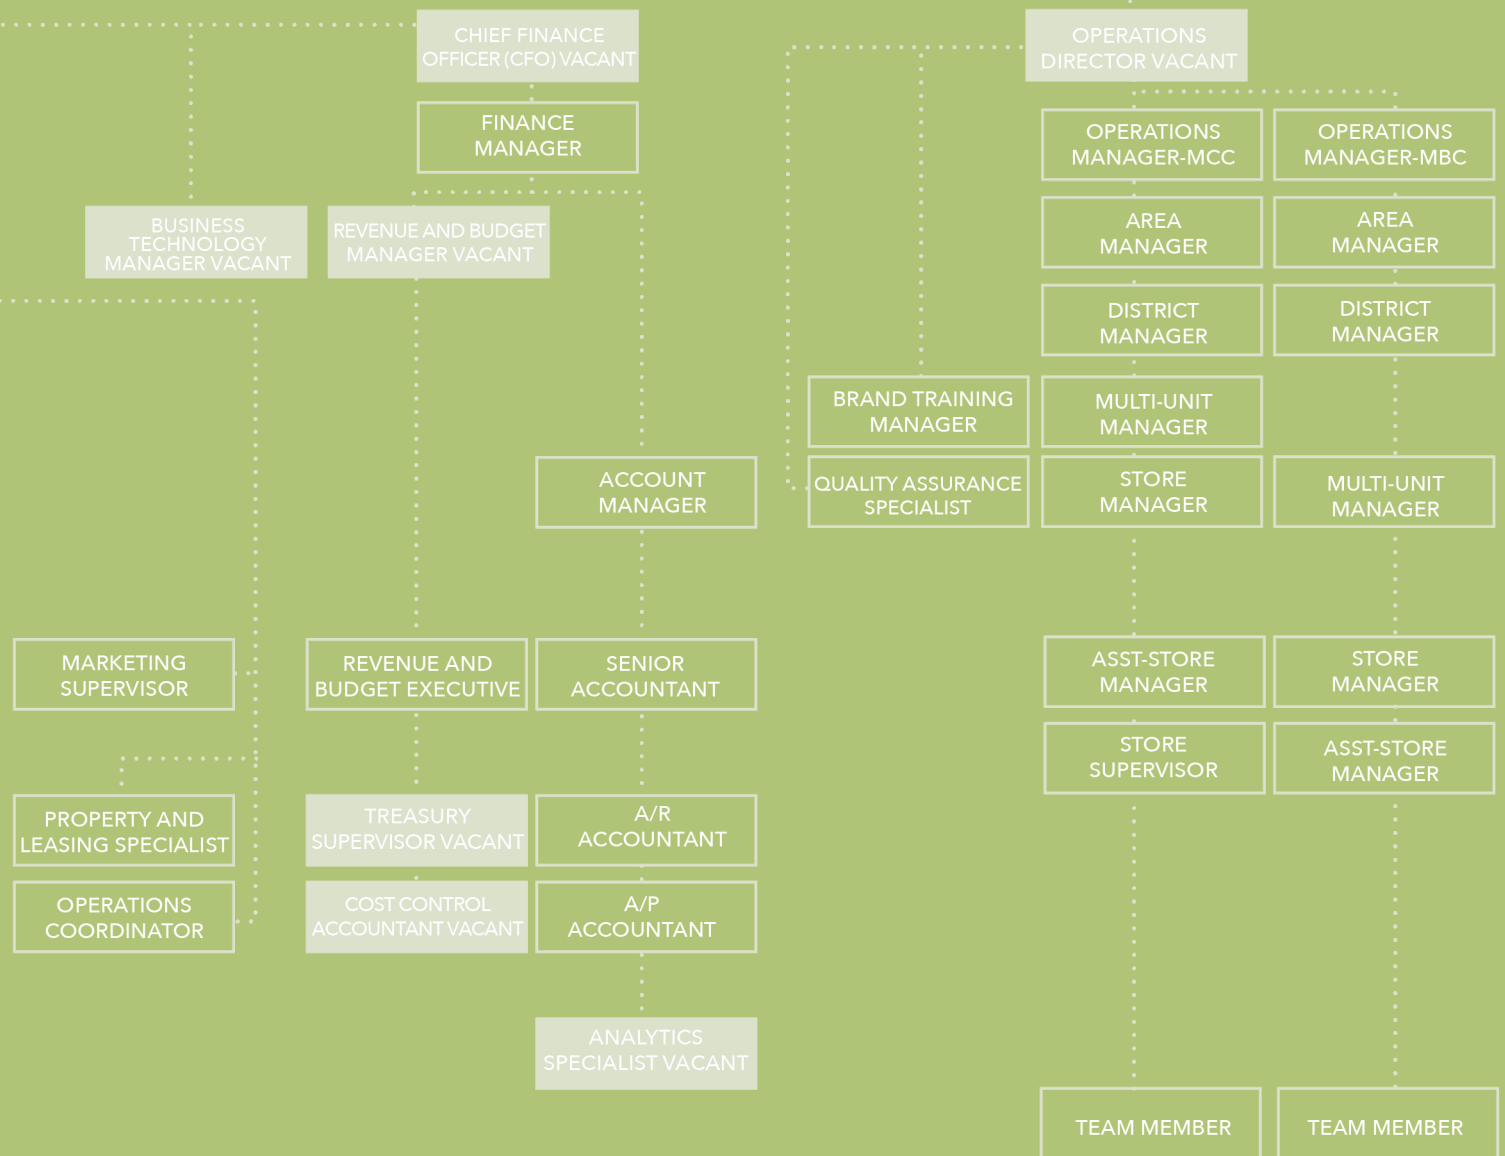 CHIEF FINANCE
OFFICER (CFO) VACANT
OPERATIONS
DIRECTOR VACANT
FINANCE
MANAGER
OPERATIONS
MANAGER-MCC
OPERATIONS
MANAGER-MBC
BUSINESS
TECHNOLOGY
MANAGER VACANT
REVENUE AND BUDGET
MANAGER VACANT
AREA
MANAGER
AREA
MANAGER
DISTRICT
MANAGER
DISTRICT
MANAGER
BRAND TRAINING
MANAGER
MULTI-UNIT
MANAGER
ACCOUNT
MANAGER
QUALITY ASSURANCE
SPECIALIST
STORE
MANAGER
MULTI-UNIT
MANAGER
MARKETING
SUPERVISOR
REVENUE AND
BUDGET EXECUTIVE
SENIOR
ACCOUNTANT
ASST-STORE
MANAGER
STORE
MANAGER
STORE
SUPERVISOR
ASST-STORE
MANAGER
PROPERTY AND
LEASING SPECIALIST
TREASURY
SUPERVISOR VACANT
A/R
ACCOUNTANT
OPERATIONS
COORDINATOR
COST CONTROL
ACCOUNTANT VACANT
A/P
ACCOUNTANT
ANALYTICS
SPECIALIST VACANT
TEAM MEMBER
TEAM MEMBER